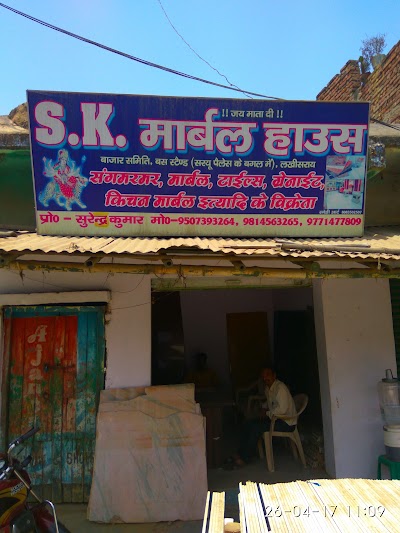 !! जय माता दी !!
S.K. मार्बल हाउस
बाजार समिति, बस स्टैण्ड (सरयू पैलेस के बगल में), लखीसराय
संगमरमर, मार्बल, टाईल्स, ग्रेनाईट,
किचन मार्बल इत्यादि के विक्रेता
प्रो०-सुरेन्द्र कुमार मो०-9507393264, 9814563265, 9771477809
26-04-17 11:09